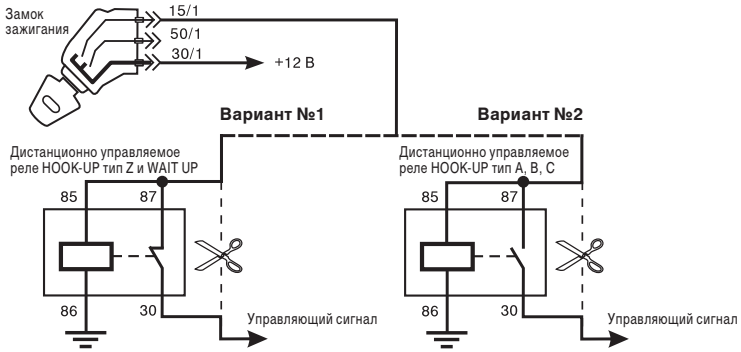 Замок
зажигания
15/1
50/1
30/1
+12 В
Вариант №1
Вариант №2
Дистанционно управляемое
реле HOOK-UP тип Z и WAIT UP
Дистанционно управляемое
реле HOOK-UP тип A, B, C
85
87
85
87
86
30
86
30
Управляющий сигнал
Управляющий сигнал